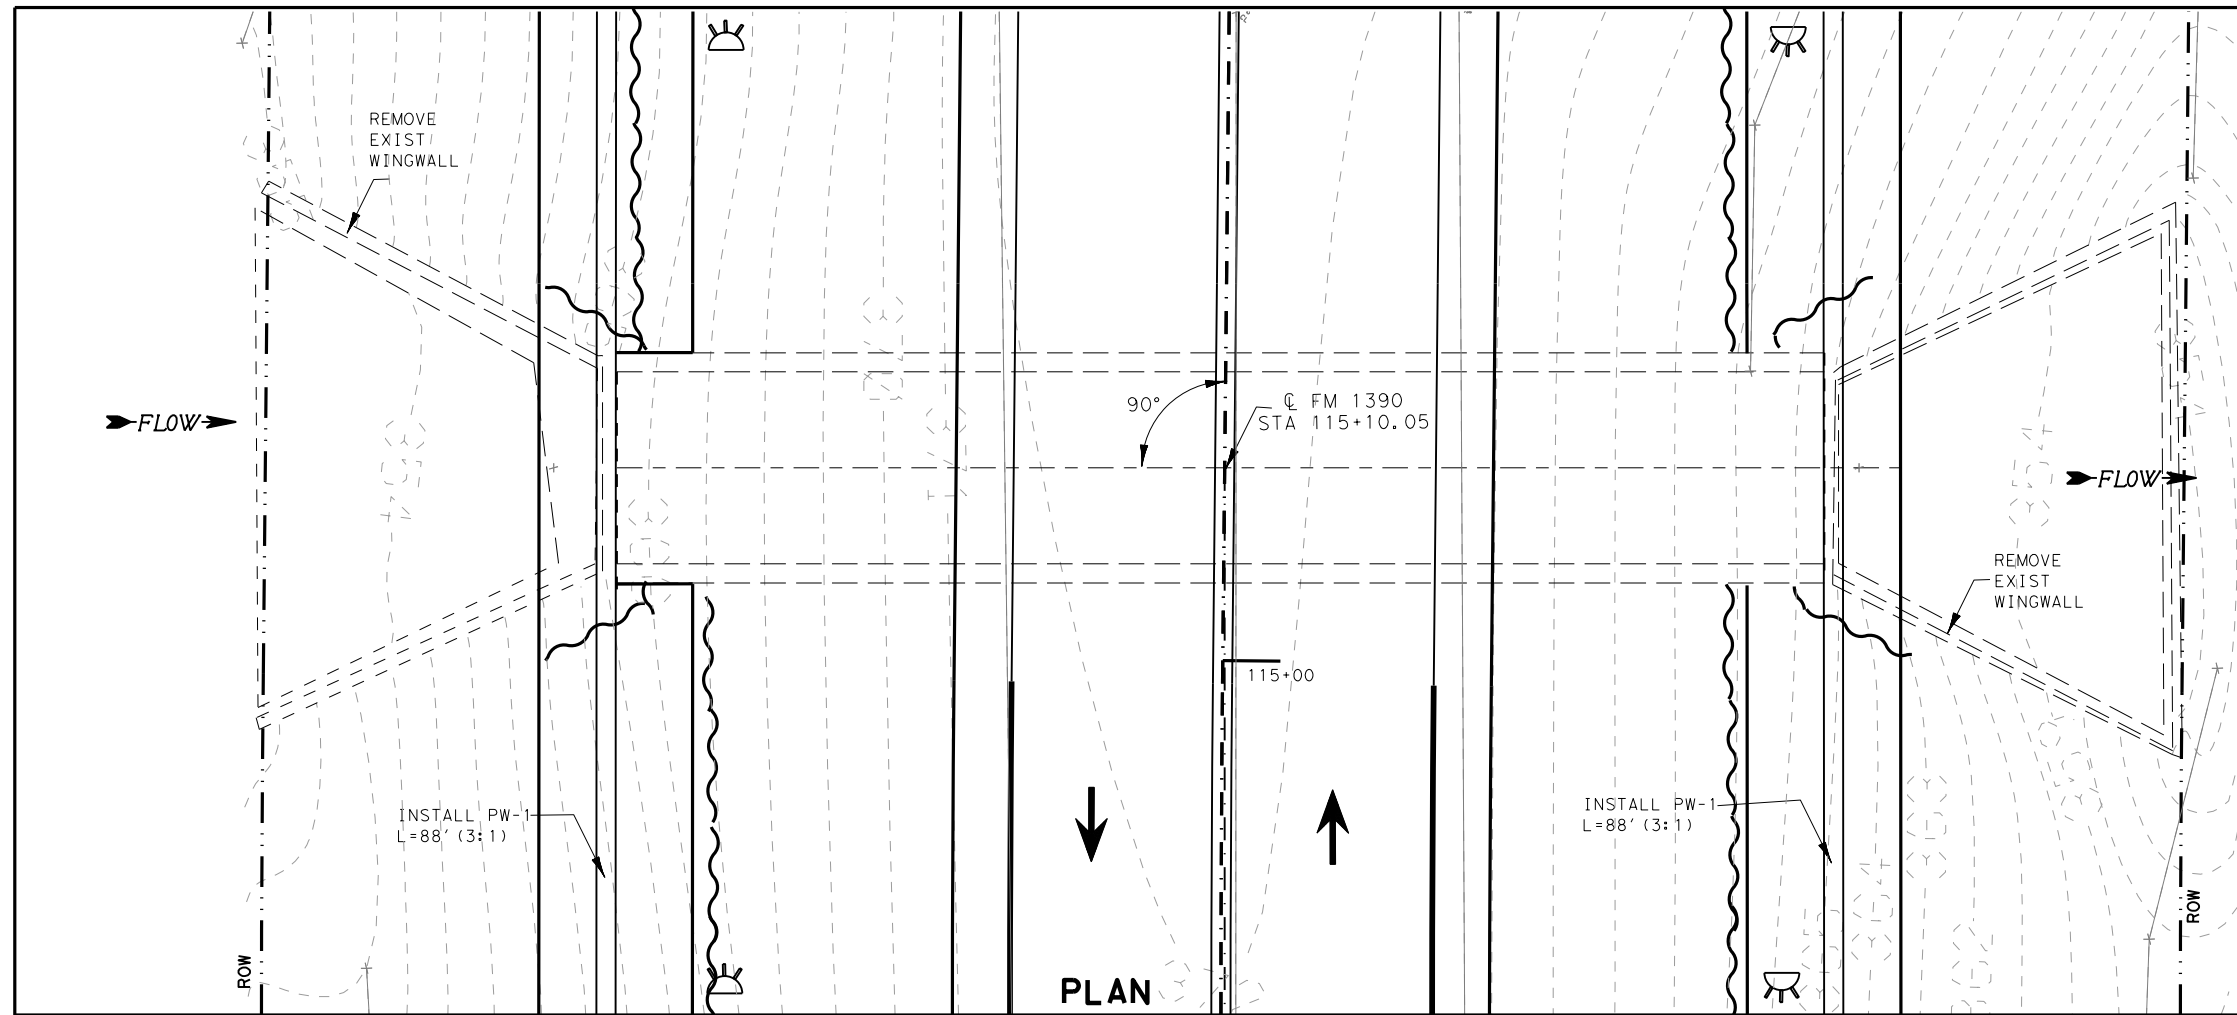 REMOVE
EXIST
WINGWALL
FLOW
90°
℄ FM 1390
STA 115+10.05
FLOW
REMOVE
EXIST
WINGWALL
115+00
INSTALL PW-1
L=88' (3:1)
INSTALL PW-1
L=88' (3:1)
ROW
ROW
PLAN